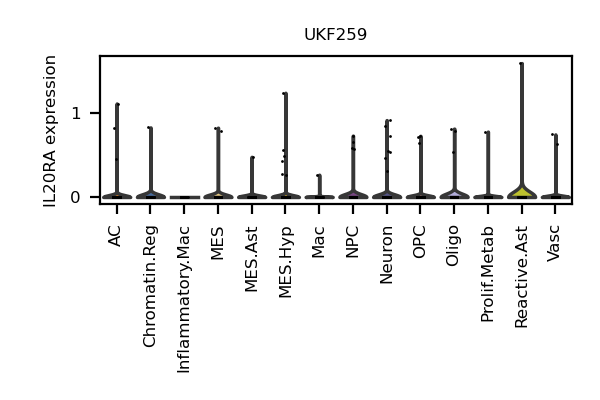 UKF259
IL20RA expression
1
0
AC
Chromatin.Reg
Inflammatory.Mac
MES
MES.Ast
MES.Hyp
Mac
NPC
Neuron
OPC
Oligo
Prolif.Metab
Reactive.Ast
Vasc